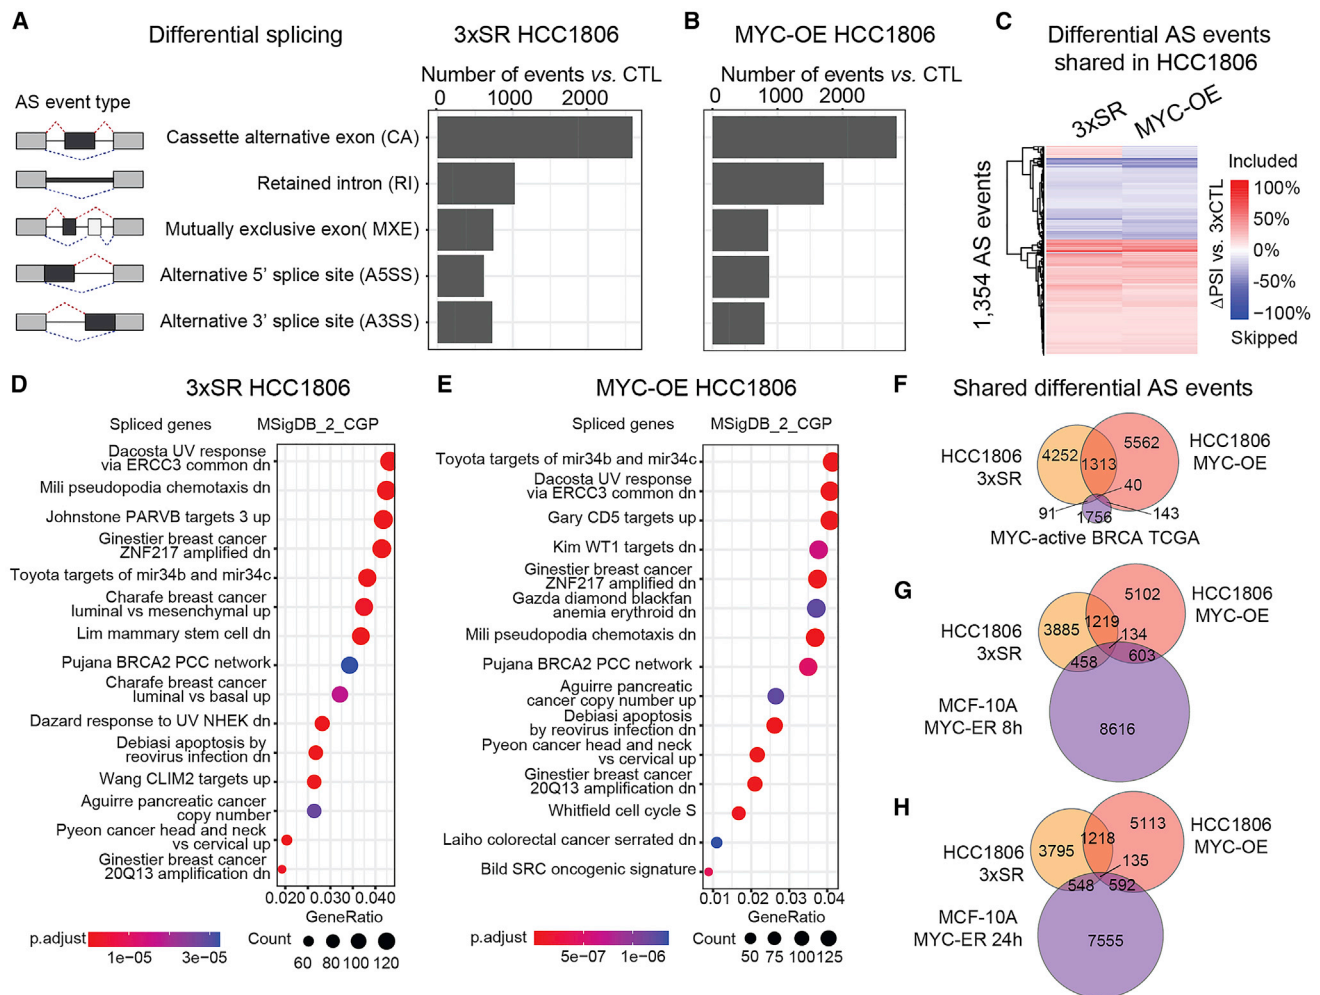 A
Differential splicing
3xSR HCC1806
Number of events vs. CTL
0 1000 2000
AS event type
Cassette alternative exon (CA)
Retained intron (RI)
Mutually exclusive exon( MXE)
Alternative 5' splice site (A5SS)
Alternative 3' splice site (A3SS)
B
MYC-OE HCC1806
Number of events vs. CTL
0 1000 2000
C
Differential AS events
shared in HCC1806
3xSR
MYC-OE
1,354 AS events
Included
100%
50%
0%
-50%
-100%
Skipped
ΔPSI vs. 3xCTL
D
3xSR HCC1806
Spliced genes
MSigDB_2_CGP
Dacosta UV response
via ERCC3 common dn
Mili pseudopodia chemotaxis dn
Johnstone PARVB targets 3 up
Ginestier breast cancer
ZNF217 amplified dn
Toyota targets of mir34b and mir34c
Charafe breast cancer
luminal vs mesenchymal up
Lim mammary stem cell dn
Pujana BRCA2 PCC network
Charafe breast cancer
luminal vs basal up
Dazard response to UV NHEK dn
Debiasi apoptosis by
reovirus infection dn
Wang CLIM2 targets up
Aguirre pancreatic cancer
copy number
Pyeon cancer head and neck
vs cervical up
Ginestier breast cancer
20Q13 amplification dn
0.020 0.030 0.040
GeneRatio
p.adjust
1e-05 3e-05
Count
60 80 100 120
E
MYC-OE HCC1806
Spliced genes
MSigDB_2_CGP
Toyota targets of mir34b and mir34c
Dacosta UV response
via ERCC3 common dn
Gary CD5 targets up
Kim WT1 targets dn
Ginestier breast cancer
ZNF217 amplified dn
Gazda diamond blackfan
anemia erythroid dn
Mili pseudopodia chemotaxis dn
Pujana BRCA2 PCC network
Aguirre pancreatic
cancer copy number up
Debiasi apoptosis
by reovirus infection dn
Pyeon cancer head and neck
vs cervical up
Ginestier breast cancer
20Q13 amplification dn
Whitfield cell cycle S
Laiho colorectal cancer serrated dn
Bild SRC oncogenic signature
0.01 0.02 0.03 0.04
GeneRatio
p.adjust
5e-07 1e-06
Count
50 75 100 125
F
Shared differential AS events
HCC1806
3xSR
4252
1313
5562
HCC1806
MYC-OE
40
91
1756
143
MYC-active BRCA TCGA
G
HCC1806
3xSR
3885
1219
5102
HCC1806
MYC-OE
134
458
603
MCF-10A
MYC-ER 8h
8616
H
HCC1806
3xSR
3795
1218
5113
HCC1806
MYC-OE
135
548
592
MCF-10A
MYC-ER 24h
7555